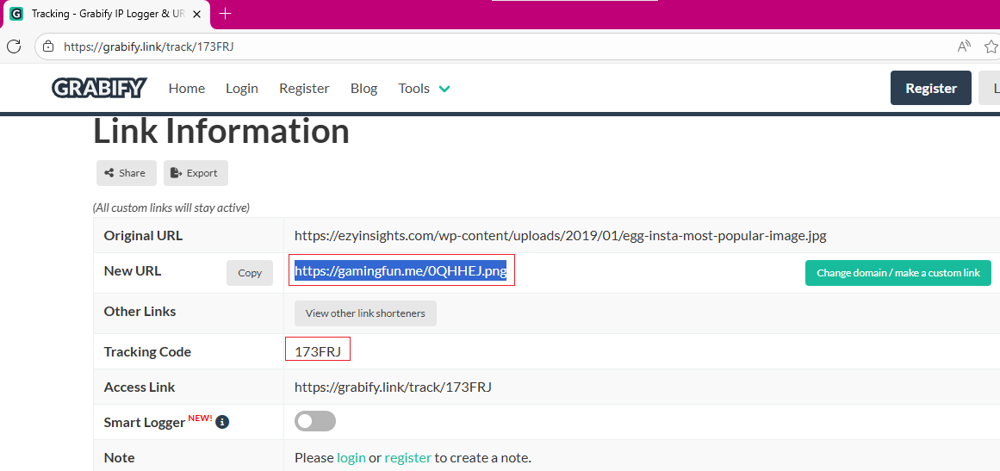 G Tracking - Grabify IP Logger & UR
https://grabify.link/track/173FRJ
GRABIFY Home Login Register Blog Tools Register L
Link Information
Share Export
(All custom links will stay active)
Original URL https://ezyinsights.com/wp-content/uploads/2019/01/egg-insta-most-popular-image.jpg
New URL Copy https://gamingfun.me/0QHHEJ.png Change domain / make a custom link
Other Links View other link shorteners
Tracking Code 173FRJ
Access Link https://grabify.link/track/173FRJ
Smart Logger NEW! i
Note Please login or register to create a note.